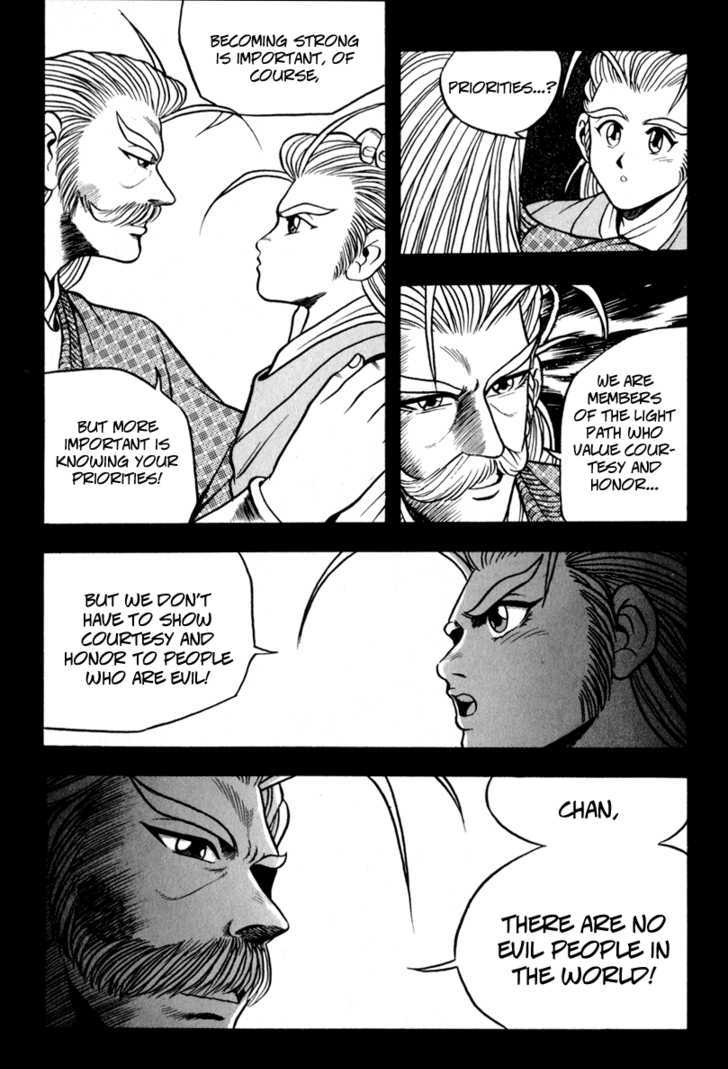 BECOMING STRONG
IS IMPORTANT, OF
COURSE,
BUT MORE
IMPORTANT IS
KNOWING YOUR
PRIORITIES!
PRIORITIES...?
WE ARE
MEMBERS
OF THE LIGHT
PATH WHO
VALUE COUR-
TESY AND
HONOR...
BUT WE DON'T
HAVE TO SHOW
COURTESY AND
HONOR TO PEOPLE
WHO ARE EVIL!
CHAN,
THERE ARE NO
EVIL PEOPLE IN
THE WORLD!